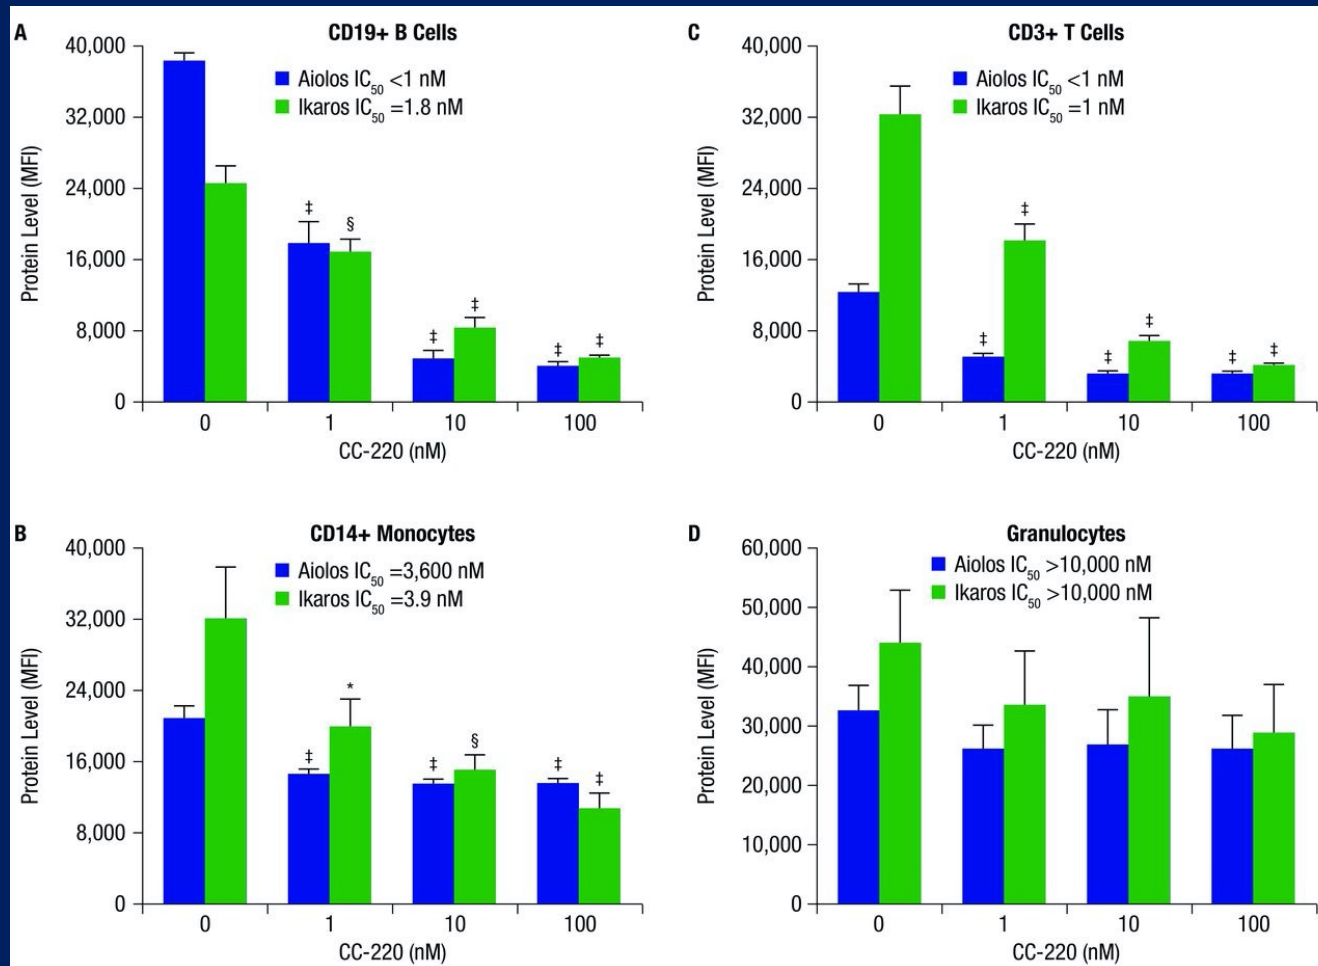 A
CD19+ B Cells
Aiolos IC50 <1 nM
Ikaros IC50 =1.8 nM
Protein Level (MFI)
40,000
32,000
24,000
16,000
8,000
0
‡
§
‡
‡
‡
‡
0 1 10 100
CC-220 (nM)
C
CD3+ T Cells
Aiolos IC50 <1 nM
Ikaros IC50 =1 nM
Protein Level (MFI)
40,000
32,000
24,000
16,000
8,000
0
‡
‡
‡
‡
‡
‡
0 1 10 100
CC-220 (nM)
B
CD14+ Monocytes
Aiolos IC50 =3,600 nM
Ikaros IC50 =3.9 nM
Protein Level (MFI)
40,000
32,000
24,000
16,000
8,000
0
‡
*
‡
§
‡
‡
0 1 10 100
CC-220 (nM)
D
Granulocytes
Aiolos IC50 >10,000 nM
Ikaros IC50 >10,000 nM
Protein Level (MFI)
60,000
50,000
40,000
30,000
20,000
10,000
0
0 1 10 100
CC-220 (nM)